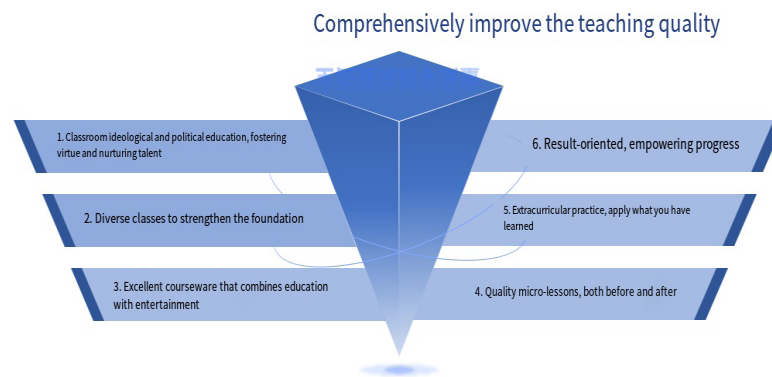 Comprehensively improve the teaching quality
1. Classroom ideological and political education, fostering
virtue and nurturing talent
2. Diverse classes to strengthen the foundation
3. Excellent courseware that combines education
with entertainment
6. Result-oriented, empowering progress
5. Extracurricular practice, apply what you have
learned
4. Quality micro-lessons, both before and after